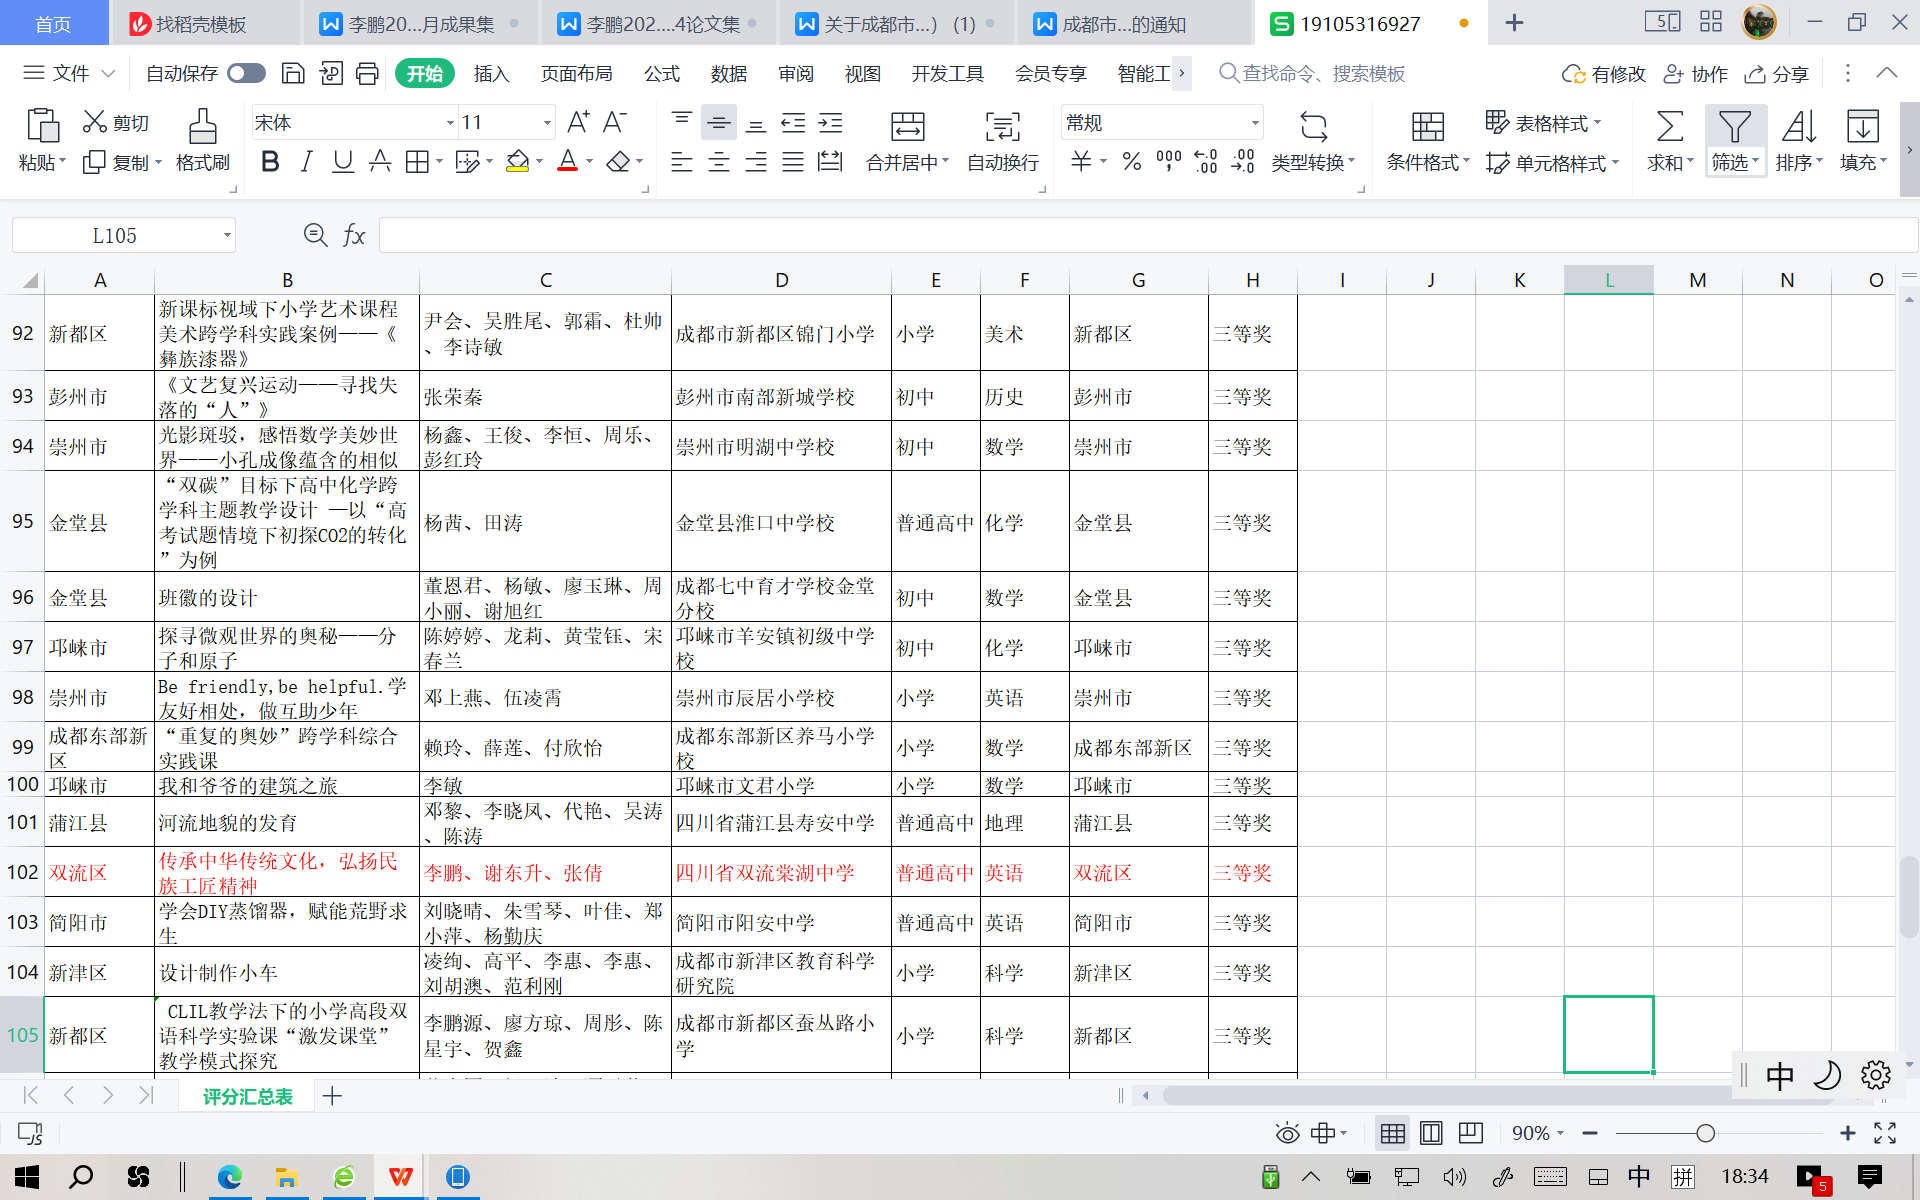 首页 找稻壳模板 李鹏20...月成果集 李鹏202....4论文集 关于成都市...） (1) 成都市...的通知 19105316927
文件 自动保存 开始 插入 页面布局 公式 数据 审阅 视图 开发工具 会员专享 智能工 查找命令、搜索模板 有修改 协作 分享
粘贴 剪切 复制 格式刷 宋体 11 合并居中 自动换行 常规 类型转换 条件格式 表格样式 单元格样式 求和 筛选 排序 填充
L105 fx
A B C D E F G H I J K L M N O
92 新都区 新课标视域下小学艺术课程美术跨学科实践案例——《彝族漆器》 尹会、吴胜尾、郭霜、杜帅、李诗敏 成都市新都区锦门小学 小学 美术 新都区 三等奖
93 彭州市 《文艺复兴运动——寻找失落的“人”》 张荣秦 彭州市南部新城学校 初中 历史 彭州市 三等奖
94 崇州市 光影斑驳，感悟数学美妙世界——小孔成像蕴含的相似 杨鑫、王俊、李恒、周乐、彭红玲 崇州市明湖中学校 初中 数学 崇州市 三等奖
95 金堂县 “双碳”目标下高中化学跨学科主题教学设计 —以“高考试题情境下初探CO2的转化”为例 杨茜、田涛 金堂县淮口中学校 普通高中 化学 金堂县 三等奖
96 金堂县 班徽的设计 董恩君、杨敏、廖玉琳、周小丽、谢旭红 成都七中育才学校金堂分校 初中 数学 金堂县 三等奖
97 邛崃市 探寻微观世界的奥秘——分子和原子 陈婷婷、龙莉、黄莹钰、宋春兰 邛崃市羊安镇初级中学校 初中 化学 邛崃市 三等奖
98 崇州市 Be friendly,be helpful.学友好相处，做互助少年 邓上燕、伍凌霄 崇州市辰居小学校 小学 英语 崇州市 三等奖
99 成都东部新区 “重复的奥妙”跨学科综合实践课 赖玲、薛莲、付欣怡 成都东部新区养马小学校 小学 数学 成都东部新区 三等奖
100 邛崃市 我和爷爷的建筑之旅 李敏 邛崃市文君小学 小学 数学 邛崃市 三等奖
101 蒲江县 河流地貌的发育 邓黎、李晓凤、代艳、吴涛、陈涛 四川省蒲江县寿安中学 普通高中 地理 蒲江县 三等奖
102 双流区 传承中华传统文化，弘扬民族工匠精神 李鹏、谢东升、张倩 四川省双流棠湖中学 普通高中 英语 双流区 三等奖
103 简阳市 学会DIY蒸馏器，赋能荒野求生 刘晓晴、朱雪琴、叶佳、郑小萍、杨勤庆 简阳市阳安中学 普通高中 英语 简阳市 三等奖
104 新津区 设计制作小车 凌绚、高平、李惠、李惠、刘胡澳、范利刚 成都市新津区教育科学研究院 小学 科学 新津区 三等奖
105 新都区 CLIL教学法下的小学高段双语科学实验课“激发课堂”教学模式探究 李鹏源、廖方琼、周彤、陈星宇、贺鑫 成都市新都区蚕丛路小学 小学 科学 新都区 三等奖
中
评分汇总表
90%
中 拼 18:34 5